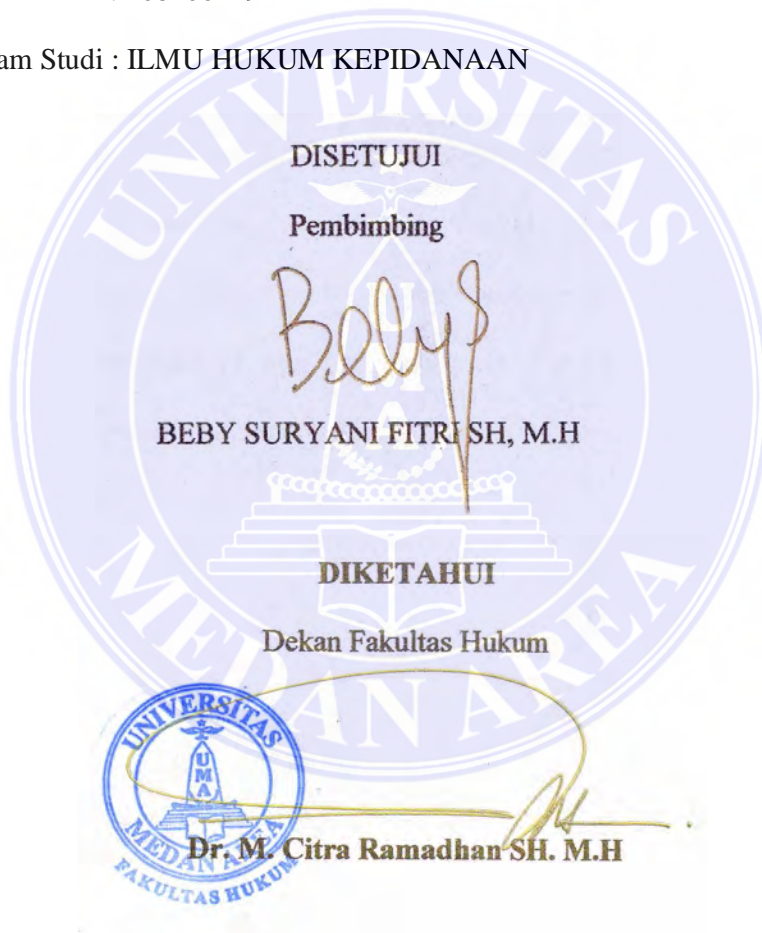 am Studi : ILMU HUKUM KEPIDANAAN
UNIVERSITAS
MEDAN AREA
UMA
DISETUJUI
Pembimbing
BEBY SURYANI FITRI SH, M.H
DIKETAHUI
Dekan Fakultas Hukum
UNIVERSITAS
UMA
MEDAN AREA
FAKULTAS HUKUM
Dr. M. Citra Ramadhan SH. M.H